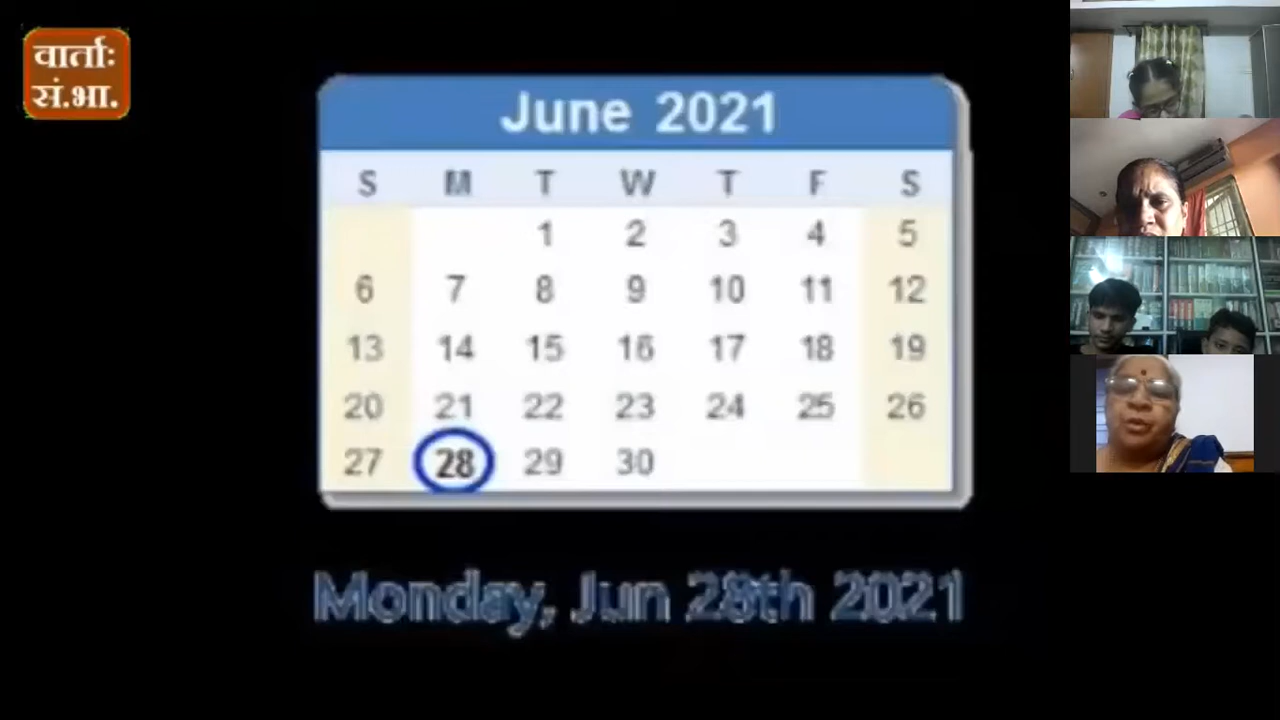 वार्ताः
सं.भा.
June 2021
S M T W T F S
1 2 3 4 5
6 7 8 9 10 11 12
13 14 15 16 17 18 19
20 21 22 23 24 25 26
27 28 29 30
Monday, Jun 28th 2021